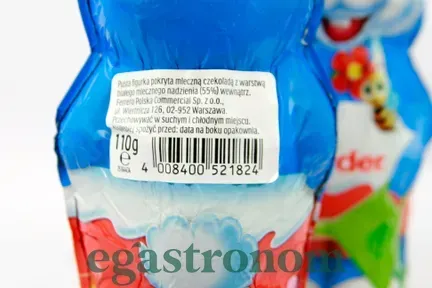 Pusta figurka pokryta mleczną czekoladą z warstwą
białego mlecznego nadzienia (55%) wewnątrz.
Ferrero Polska Commercial Sp. z o.o.,
ul. Wiertnicza 126, 02-952 Warszawa.
Przechowywać w suchym i chłodnym miejscu.
spożyć przed: data na boku opakowania.
110g
e
4 008400 521824
der
egastronom